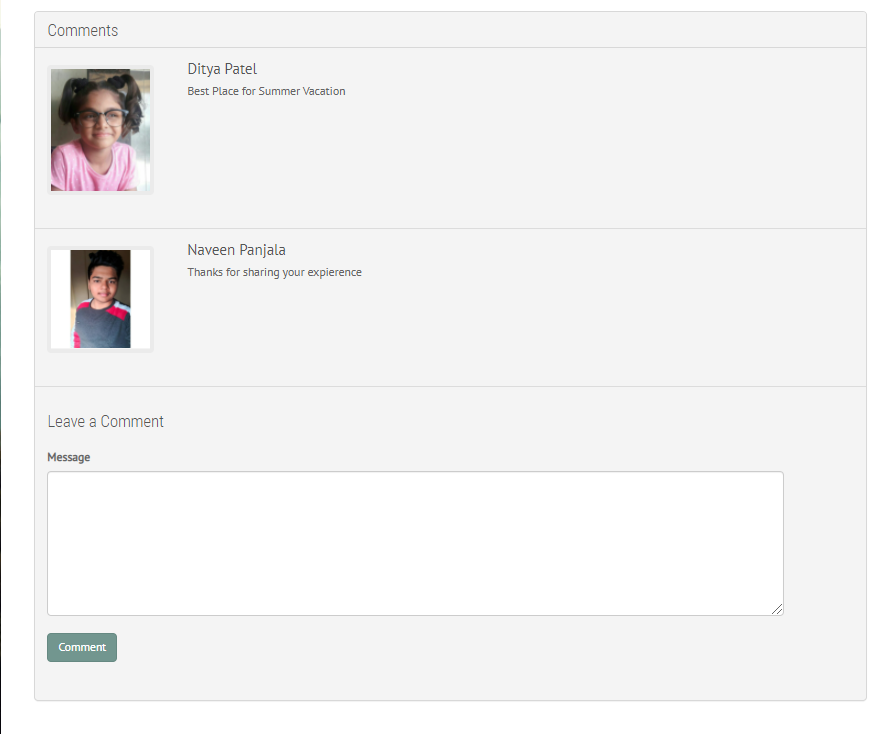 Comments
Ditya Patel
Best Place for Summer Vacation
Naveen Panjala
Thanks for sharing your expierence
Leave a Comment
Message
Comment